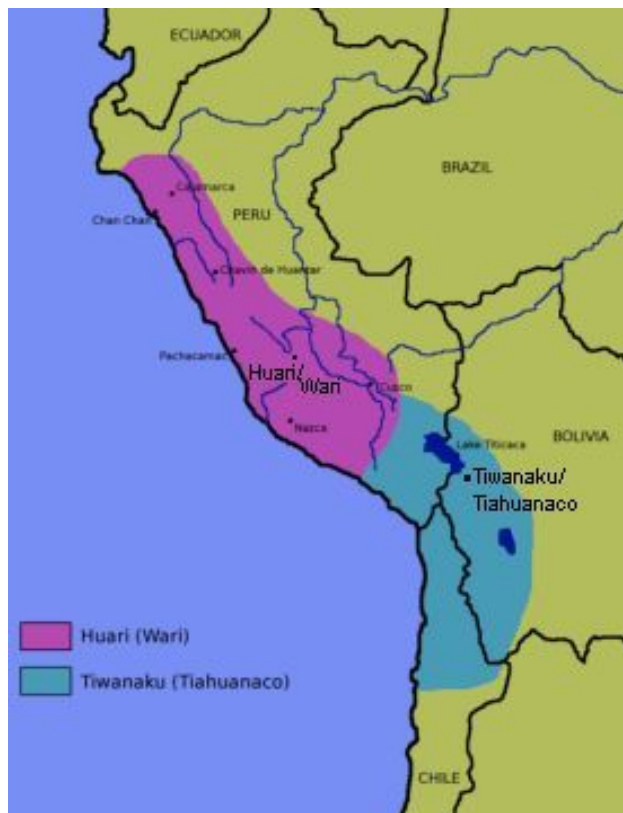 ECUADOR
BRAZIL
Cajamarca
PERU
Chan Chan
Chavin de Huantar
Pachacamac
Huari/
Wari
Cuzco
Nazca
Lake Titicaca
BOLIVIA
Tiwanaku/
Tiahuanaco
Huari (Wari)
Tiwanaku (Tiahuanaco)
CHILE